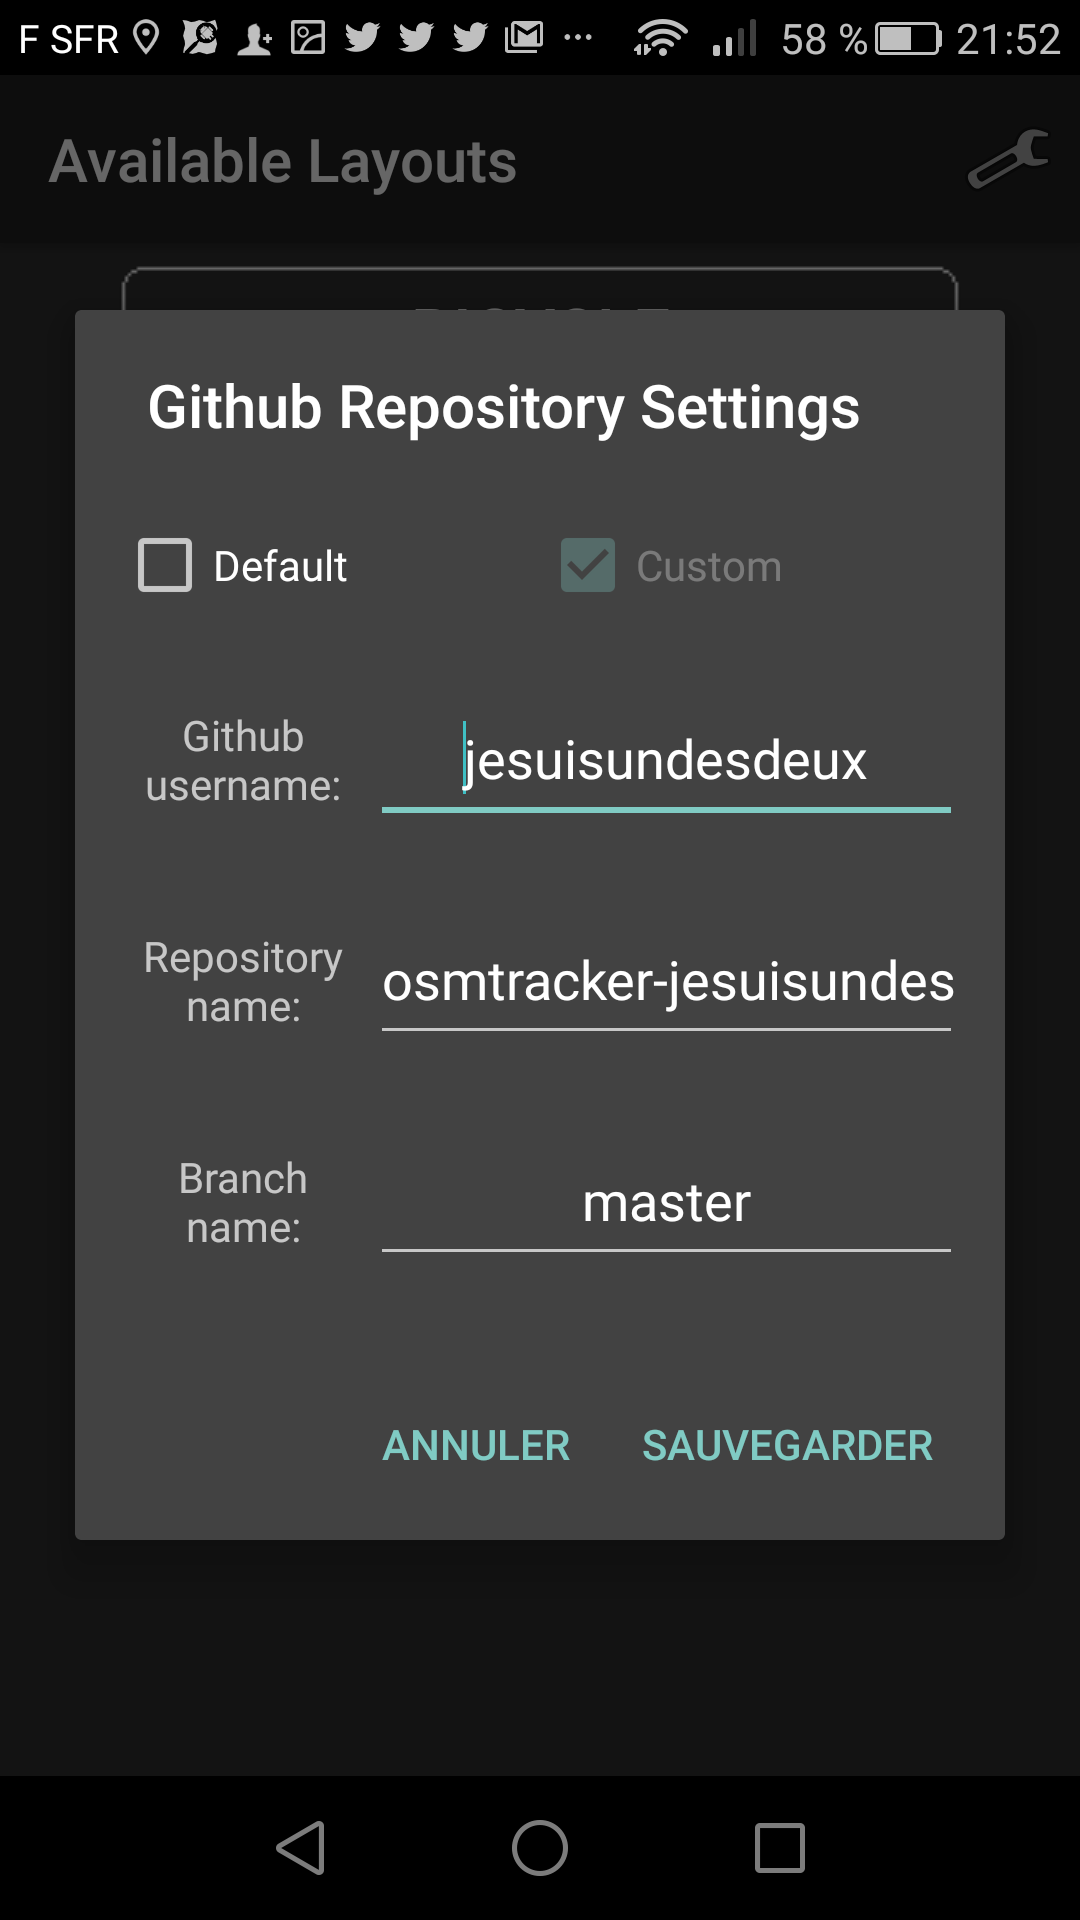 F SFR 58 % 21:52
Available Layouts
Github Repository Settings
Default Custom
Github
username:
jesuisundesdeux
Repository
name:
osmtracker-jesuisundes
Branch
name:
master
ANNULER SAUVEGARDER